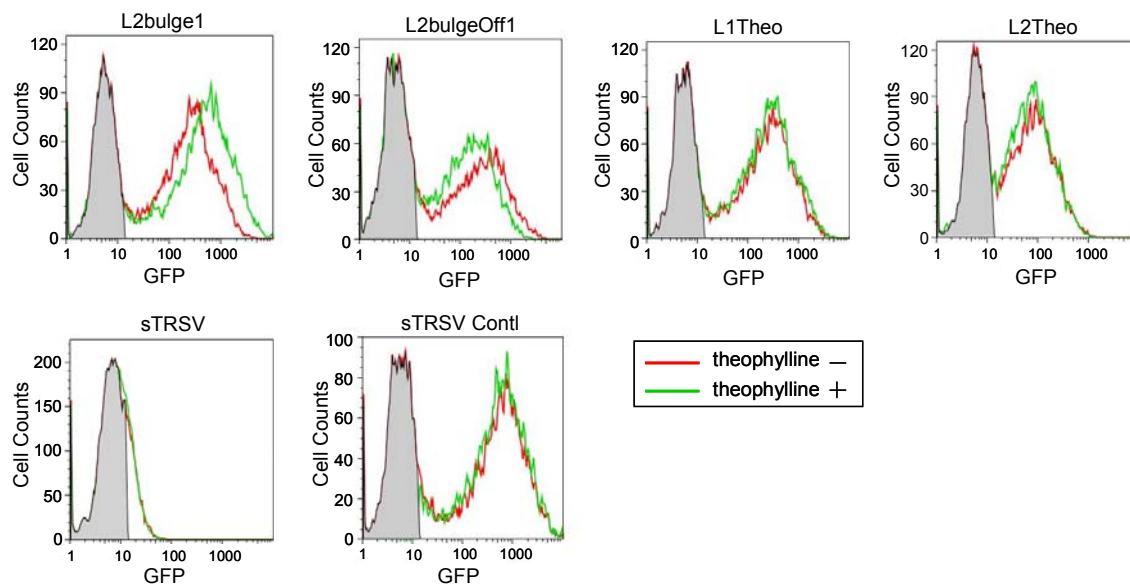 L2bulge1
L2bulgeOff1
L1Theo
L2Theo
Cell Counts
120
90
60
30
0
1 10 100 1000
GFP
Cell Counts
120
90
60
30
0
1 10 100 1000
GFP
Cell Counts
120
90
60
30
0
1 10 100 1000
GFP
Cell Counts
120
90
60
30
0
1 10 100 1000
GFP
sTRSV
sTRSV Contl
Cell Counts
200
150
100
50
0
1 10 100 1000
GFP
Cell Counts
100
80
60
40
20
0
1 10 100 1000
GFP
theophylline −
theophylline +